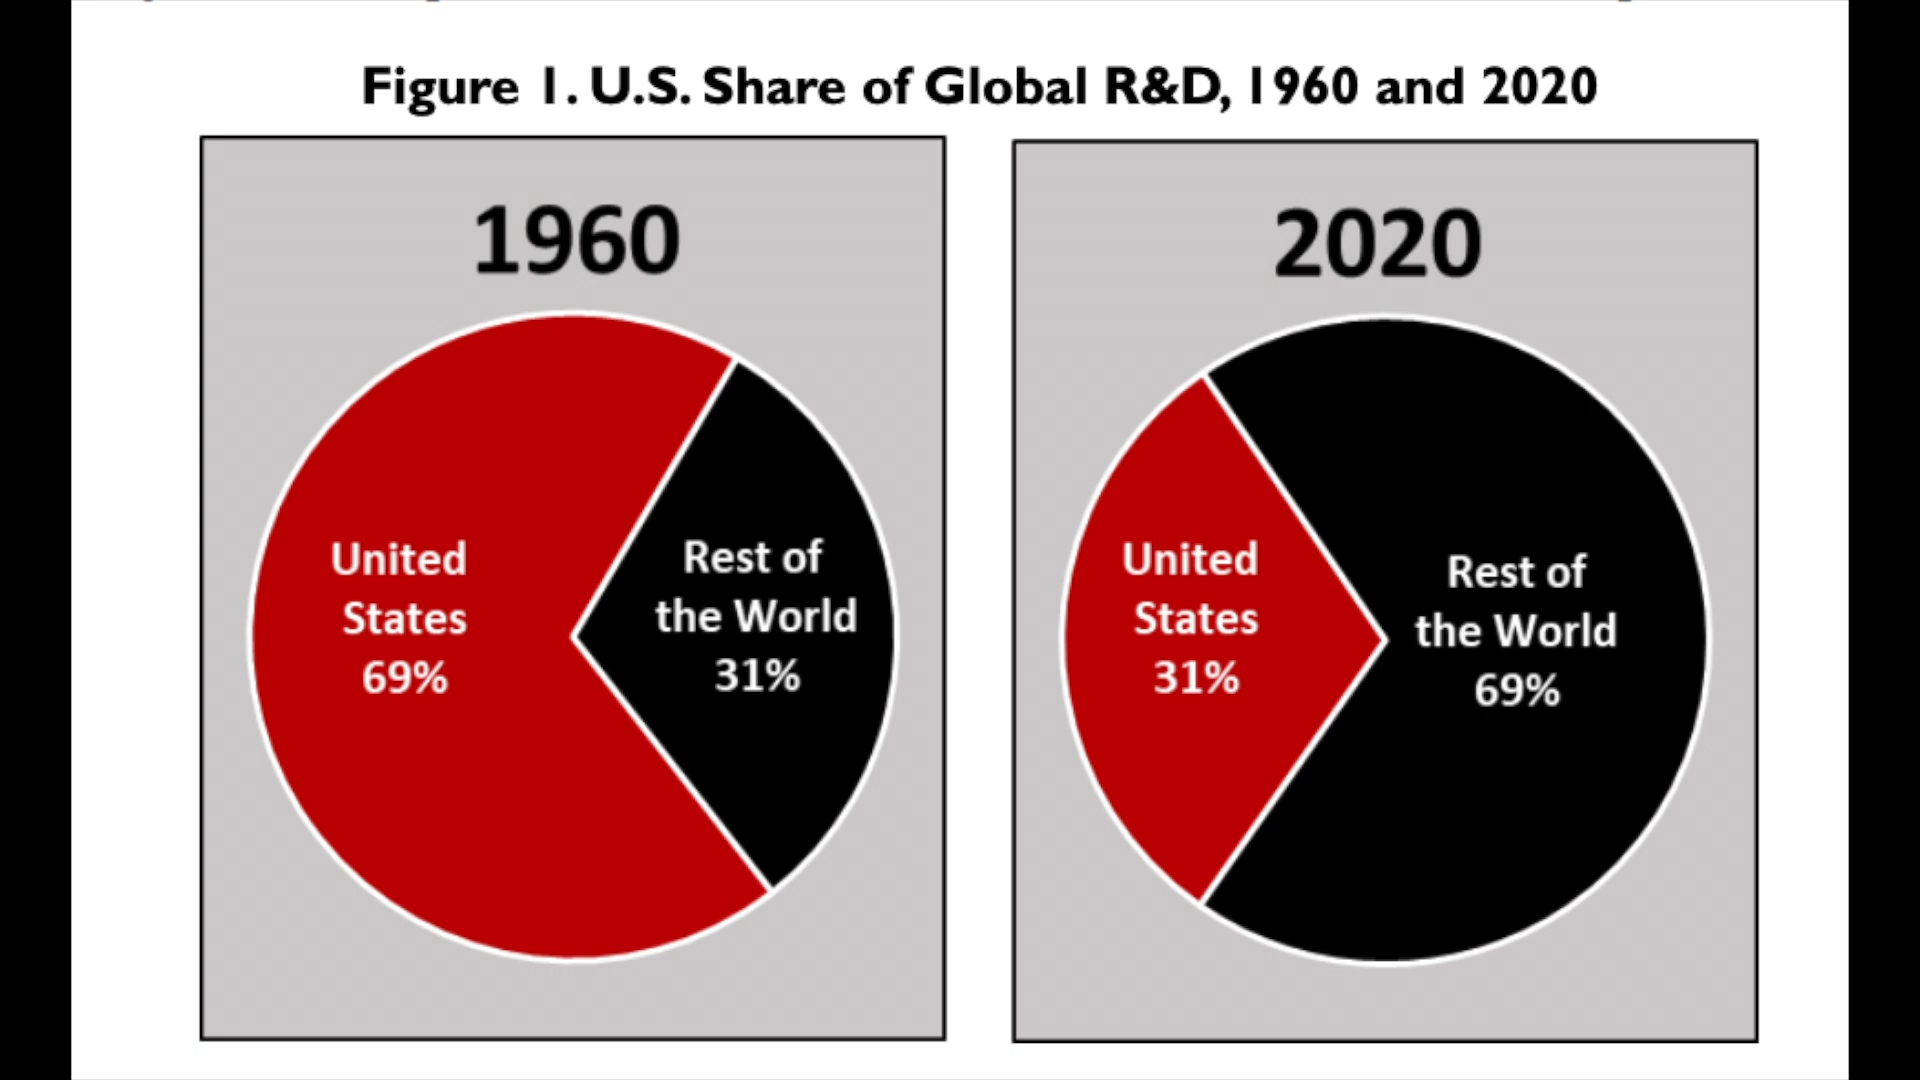 Figure 1. U.S. Share of Global R&D, 1960 and 2020
1960
United
States
69%
Rest of
the World
31%
2020
United
States
31%
Rest of
the World
69%